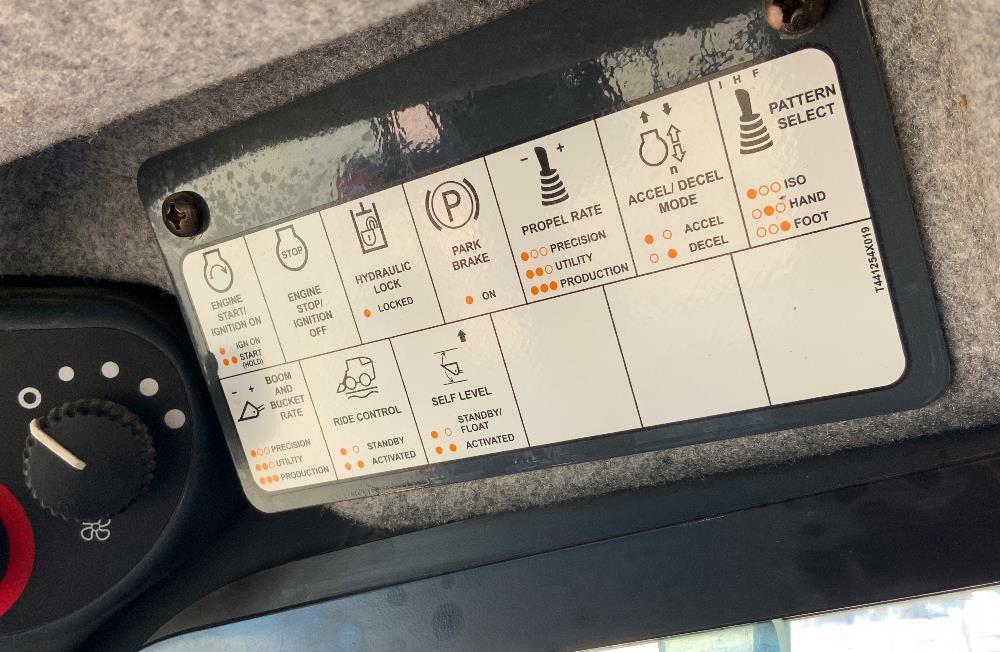 ENGINE
START/
IGNITION ON
IGN ON
START
(HOLD)
STOP
ENGINE
STOP/
IGNITION
OFF
HYDRAULIC
LOCK
LOCKED
P
PARK
BRAKE
ON
- +
PROPEL RATE
PRECISION
UTILITY
PRODUCTION
n
ACCEL/ DECEL
MODE
ACCEL
DECEL
I H F
PATTERN
SELECT
ISO
HAND
FOOT
- +
BOOM
AND
BUCKET
RATE
PRECISION
UTILITY
PRODUCTION
RIDE CONTROL
STANDBY
ACTIVATED
SELF LEVEL
STANDBY/
FLOAT
ACTIVATED
T441254X019